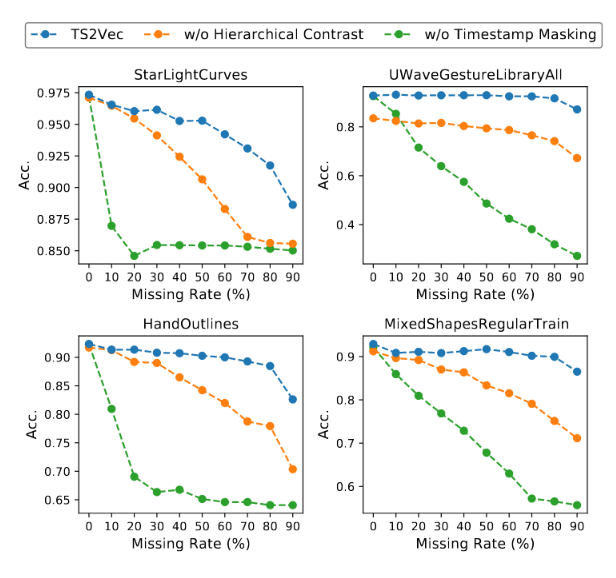 TS2Vec w/o Hierarchical Contrast w/o Timestamp Masking
StarLightCurves
0.975
0.950
0.925
0.900
0.875
0.850
Acc.
0 10 20 30 40 50 60 70 80 90
Missing Rate (%)
UWaveGestureLibraryAll
0.8
0.6
0.4
Acc.
0 10 20 30 40 50 60 70 80 90
Missing Rate (%)
HandOutlines
0.90
0.85
0.80
0.75
0.70
0.65
Acc.
0 10 20 30 40 50 60 70 80 90
Missing Rate (%)
MixedShapesRegularTrain
0.9
0.8
0.7
0.6
Acc.
0 10 20 30 40 50 60 70 80 90
Missing Rate (%)